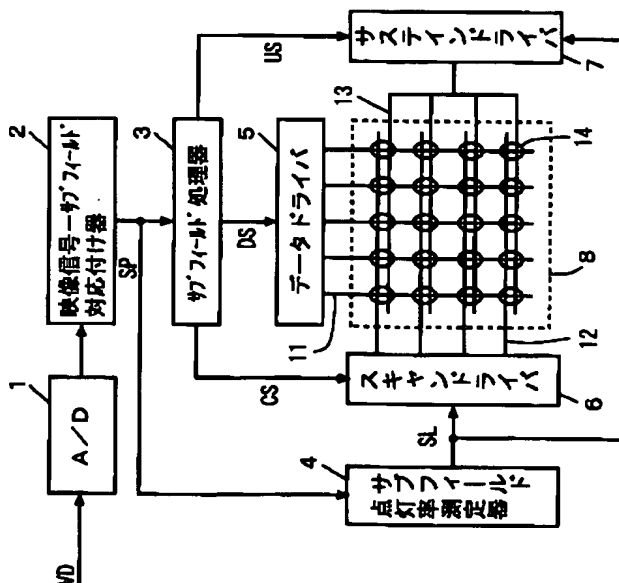 VD
1
A/D
2
映像信号ーサブフィールド
対応付け器
SP
3
サブフィールド処理器
CS
DS
US
5
データドライバ
4
サブフィールド
点灯率測定器
SL
スキャンドライバ
6
サスティンドライバ
7
11
12
13
14
8